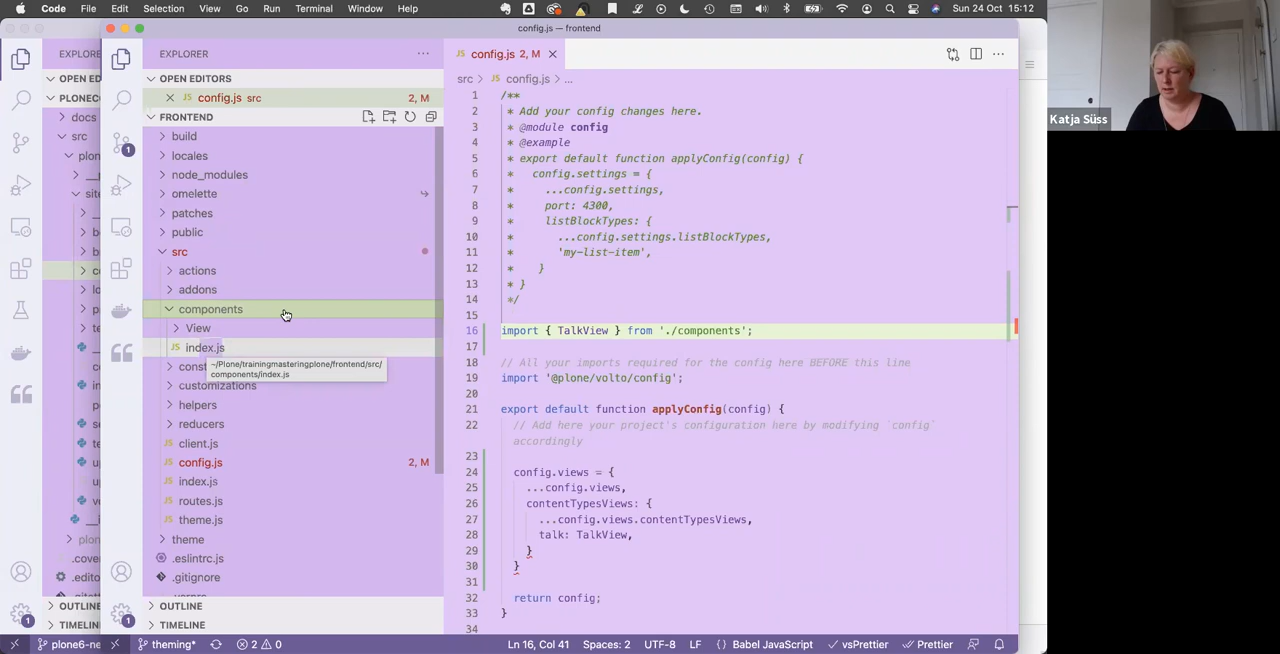 Code File Edit Selection View Go Run Terminal Window Help
Sun 24 Oct 15:12
config.js — frontend
EXPLORER
OPEN ED
PLONECO
docs
src
plon
site
EXPLORER
OPEN EDITORS
config.js src 2, M
FRONTEND
build
locales
node_modules
omelette
patches
public
src
actions
addons
components
View
index.js
~/Plone/trainingmasteringplone/frontend/src/
components/index.js
const
customizations
helpers
reducers
client.js
config.js 2, M
index.js
routes.js
theme.js
theme
.eslintrc.js
.gitignore
OUTLINE
TIMELINE
config.js 2, M
src > config.js > ...
1 /**
2 * Add your config changes here.
3 * @module config
4 * @example
5 * export default function applyConfig(config) {
6 * config.settings = {
7 * ...config.settings,
8 * port: 4300,
9 * listBlockTypes: {
10 * ...config.settings.listBlockTypes,
11 * 'my-list-item',
12 * }
13 * }
14 */
15
16 import { TalkView } from './components';
17
18 // All your imports required for the config here BEFORE this line
19 import '@plone/volto/config';
20
21 export default function applyConfig(config) {
22 // Add here your project's configuration here by modifying `config`
accordingly
23
24 config.views = {
25 ...config.views,
26 contentTypesViews: {
27 ...config.views.contentTypesViews,
28 talk: TalkView,
29 }
30 }
31
32 return config;
33 }
34
OUTLINE
TIMELINE
plone6-ne
theming*
2 0
Ln 16, Col 41 Spaces: 2 UTF-8 LF Babel JavaScript vsPrettier Prettier
Katja Süss